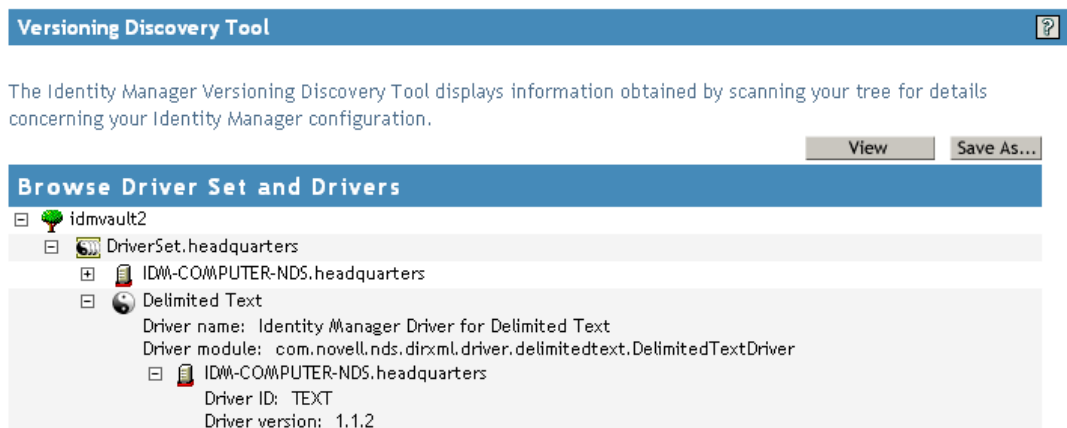 Versioning Discovery Tool
?
The Identity Manager Versioning Discovery Tool displays information obtained by scanning your tree for details
concerning your Identity Manager configuration.
View Save As...
Browse Driver Set and Drivers
idmvault2
DriverSet.headquarters
IDM-COMPUTER-NDS.headquarters
Delimited Text
Driver name: Identity Manager Driver for Delimited Text
Driver module: com.novell.nds.dirxml.driver.delimitedtext.DelimitedTextDriver
IDM-COMPUTER-NDS.headquarters
Driver ID: TEXT
Driver version: 1.1.2